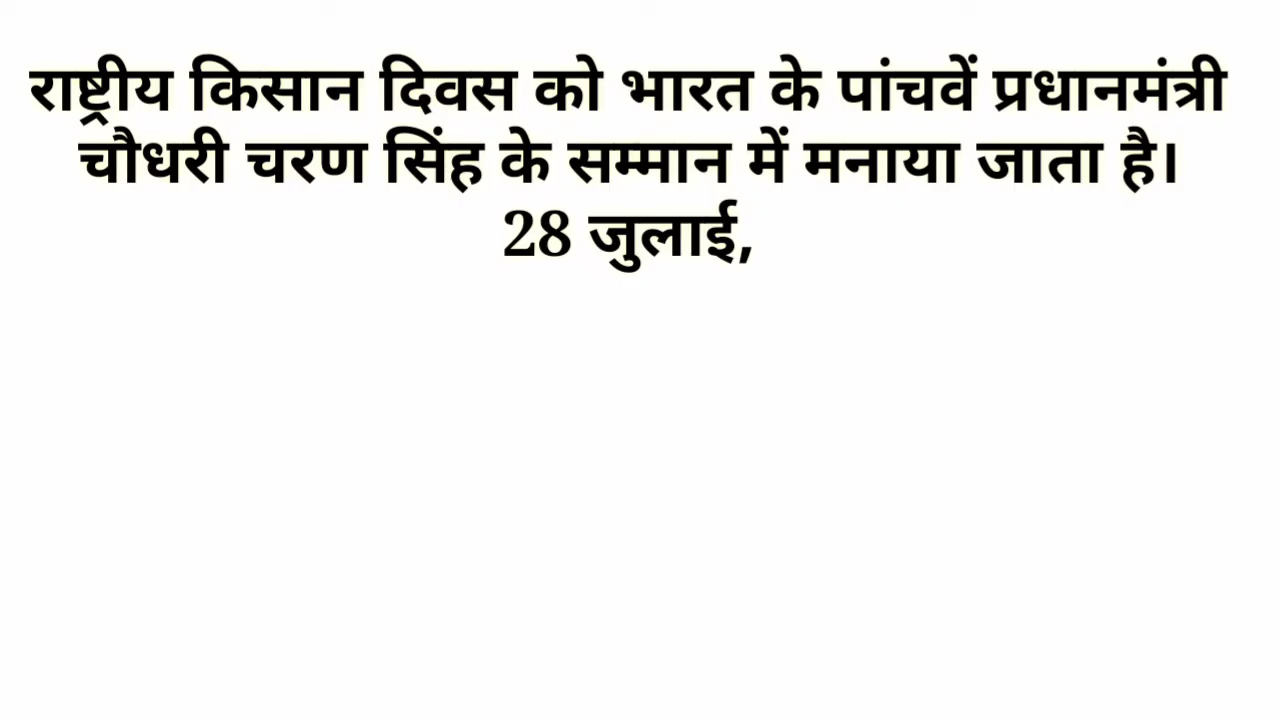 राष्ट्रीय किसान दिवस को भारत के पांचवें प्रधानमंत्री
चौधरी चरण सिंह के सम्मान में मनाया जाता है।
28 जुलाई,